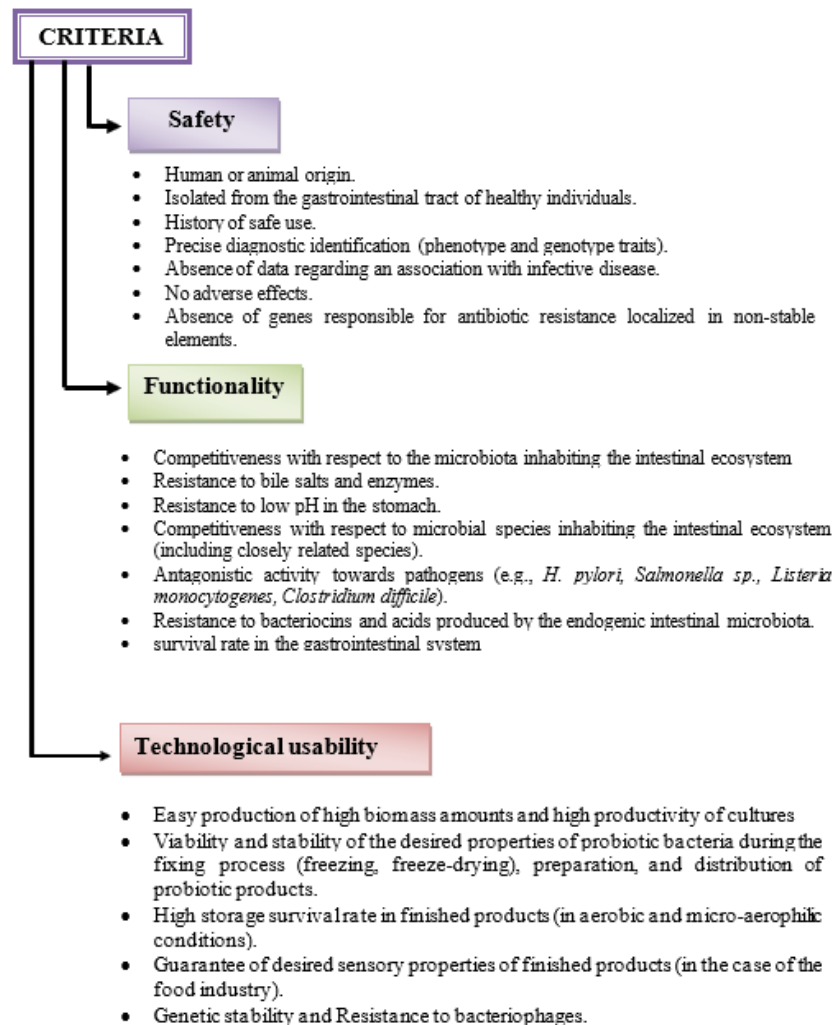 CRITERIA
Safety
• Human or animal origin.
• Isolated from the gastrointestinal tract of healthy individuals.
• History of safe use.
• Precise diagnostic identification (phenotype and genotype traits).
• Absence of data regarding an association with infective disease.
• No adverse effects.
• Absence of genes responsible for antibiotic resistance localized in non-stable
elements.
Functionality
• Competitiveness with respect to the microbiota inhabiting the intestinal ecosystem
• Resistance to bile salts and enzymes.
• Resistance to low pH in the stomach.
• Competitiveness with respect to microbial species inhabiting the intestinal ecosystem
(including closely related species).
• Antagonistic activity towards pathogens (e.g., H. pylori, Salmonella sp., Listeria
monocytogenes, Clostridium difficile).
• Resistance to bacteriocins and acids produced by the endogenic intestinal microbiota.
• survival rate in the gastrointestinal system
Technological usability
• Easy production of high biomass amounts and high productivity of cultures
• Viability and stability of the desired properties of probiotic bacteria during the
fixing process (freezing, freeze-drying), preparation, and distribution of
probiotic products.
• High storage survival rate in finished products (in aerobic and micro-aerophilic
conditions).
• Guarantee of desired sensory properties of finished products (in the case of the
food industry).
• Genetic stability and Resistance to bacteriophages.